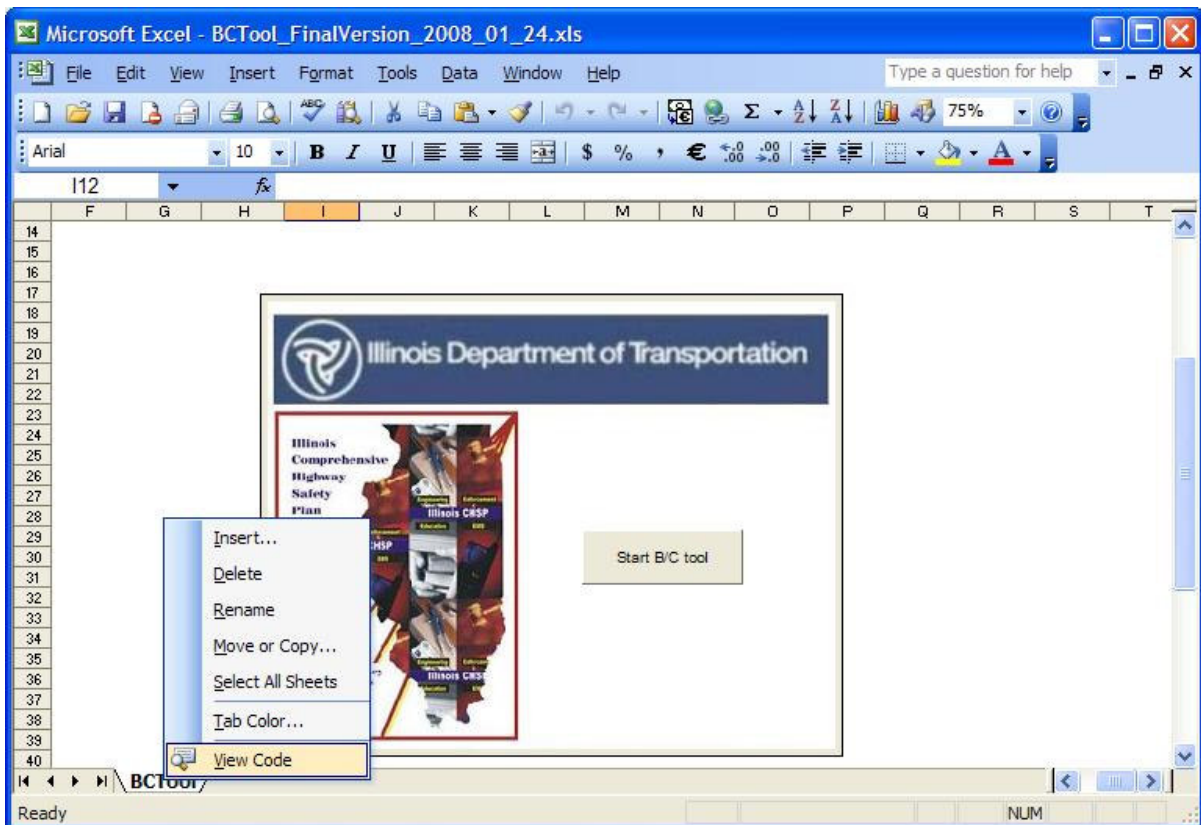 Microsoft Excel - BCTool_FinalVersion_2008_01_24.xls
File Edit View Insert Format Tools Data Window Help Type a question for help
75%
Arial 10 B I U $ % , € A
I12 fx
F G H I J K L M N O P Q R S T
14
15
16
17
18
19
20
21
22
23
24
25
26
27
28
29
30
31
32
33
34
35
36
37
38
39
40
Illinois Department of Transportation
Illinois
Comprehensive
Highway
Safety
Plan
Illinois CHSP
Start B/C tool
Illinois CHSP
Insert...
Delete
Rename
Move or Copy...
Select All Sheets
Tab Color...
View Code
BCTool
Ready NUM